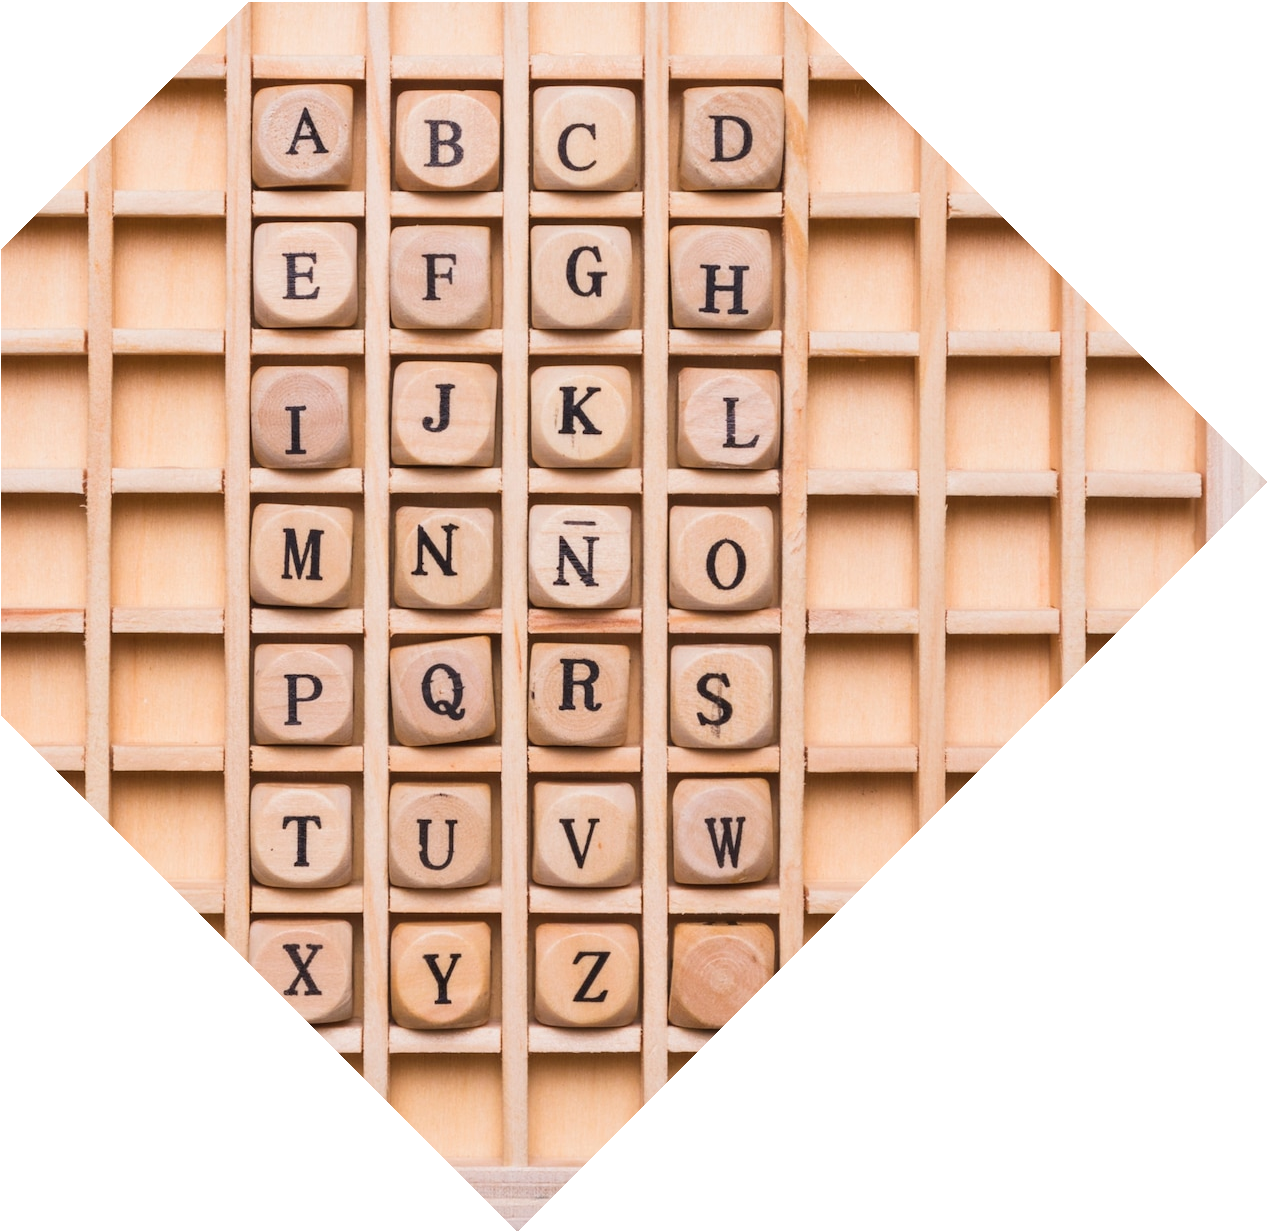 A B C D
E F G H
I J K L
M N Ñ O
P Q R S
T U V W
X Y Z